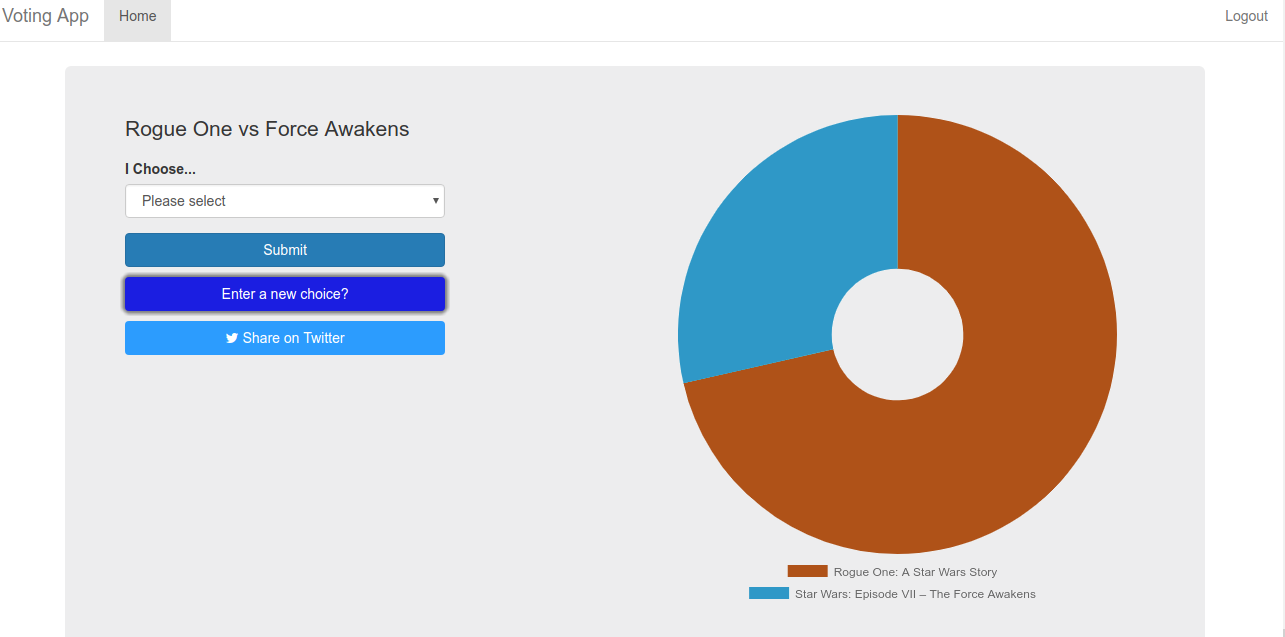 Voting App
Home
Logout
Rogue One vs Force Awakens
I Choose...
Please select
Submit
Enter a new choice?
Share on Twitter
Rogue One: A Star Wars Story
Star Wars: Episode VII – The Force Awakens